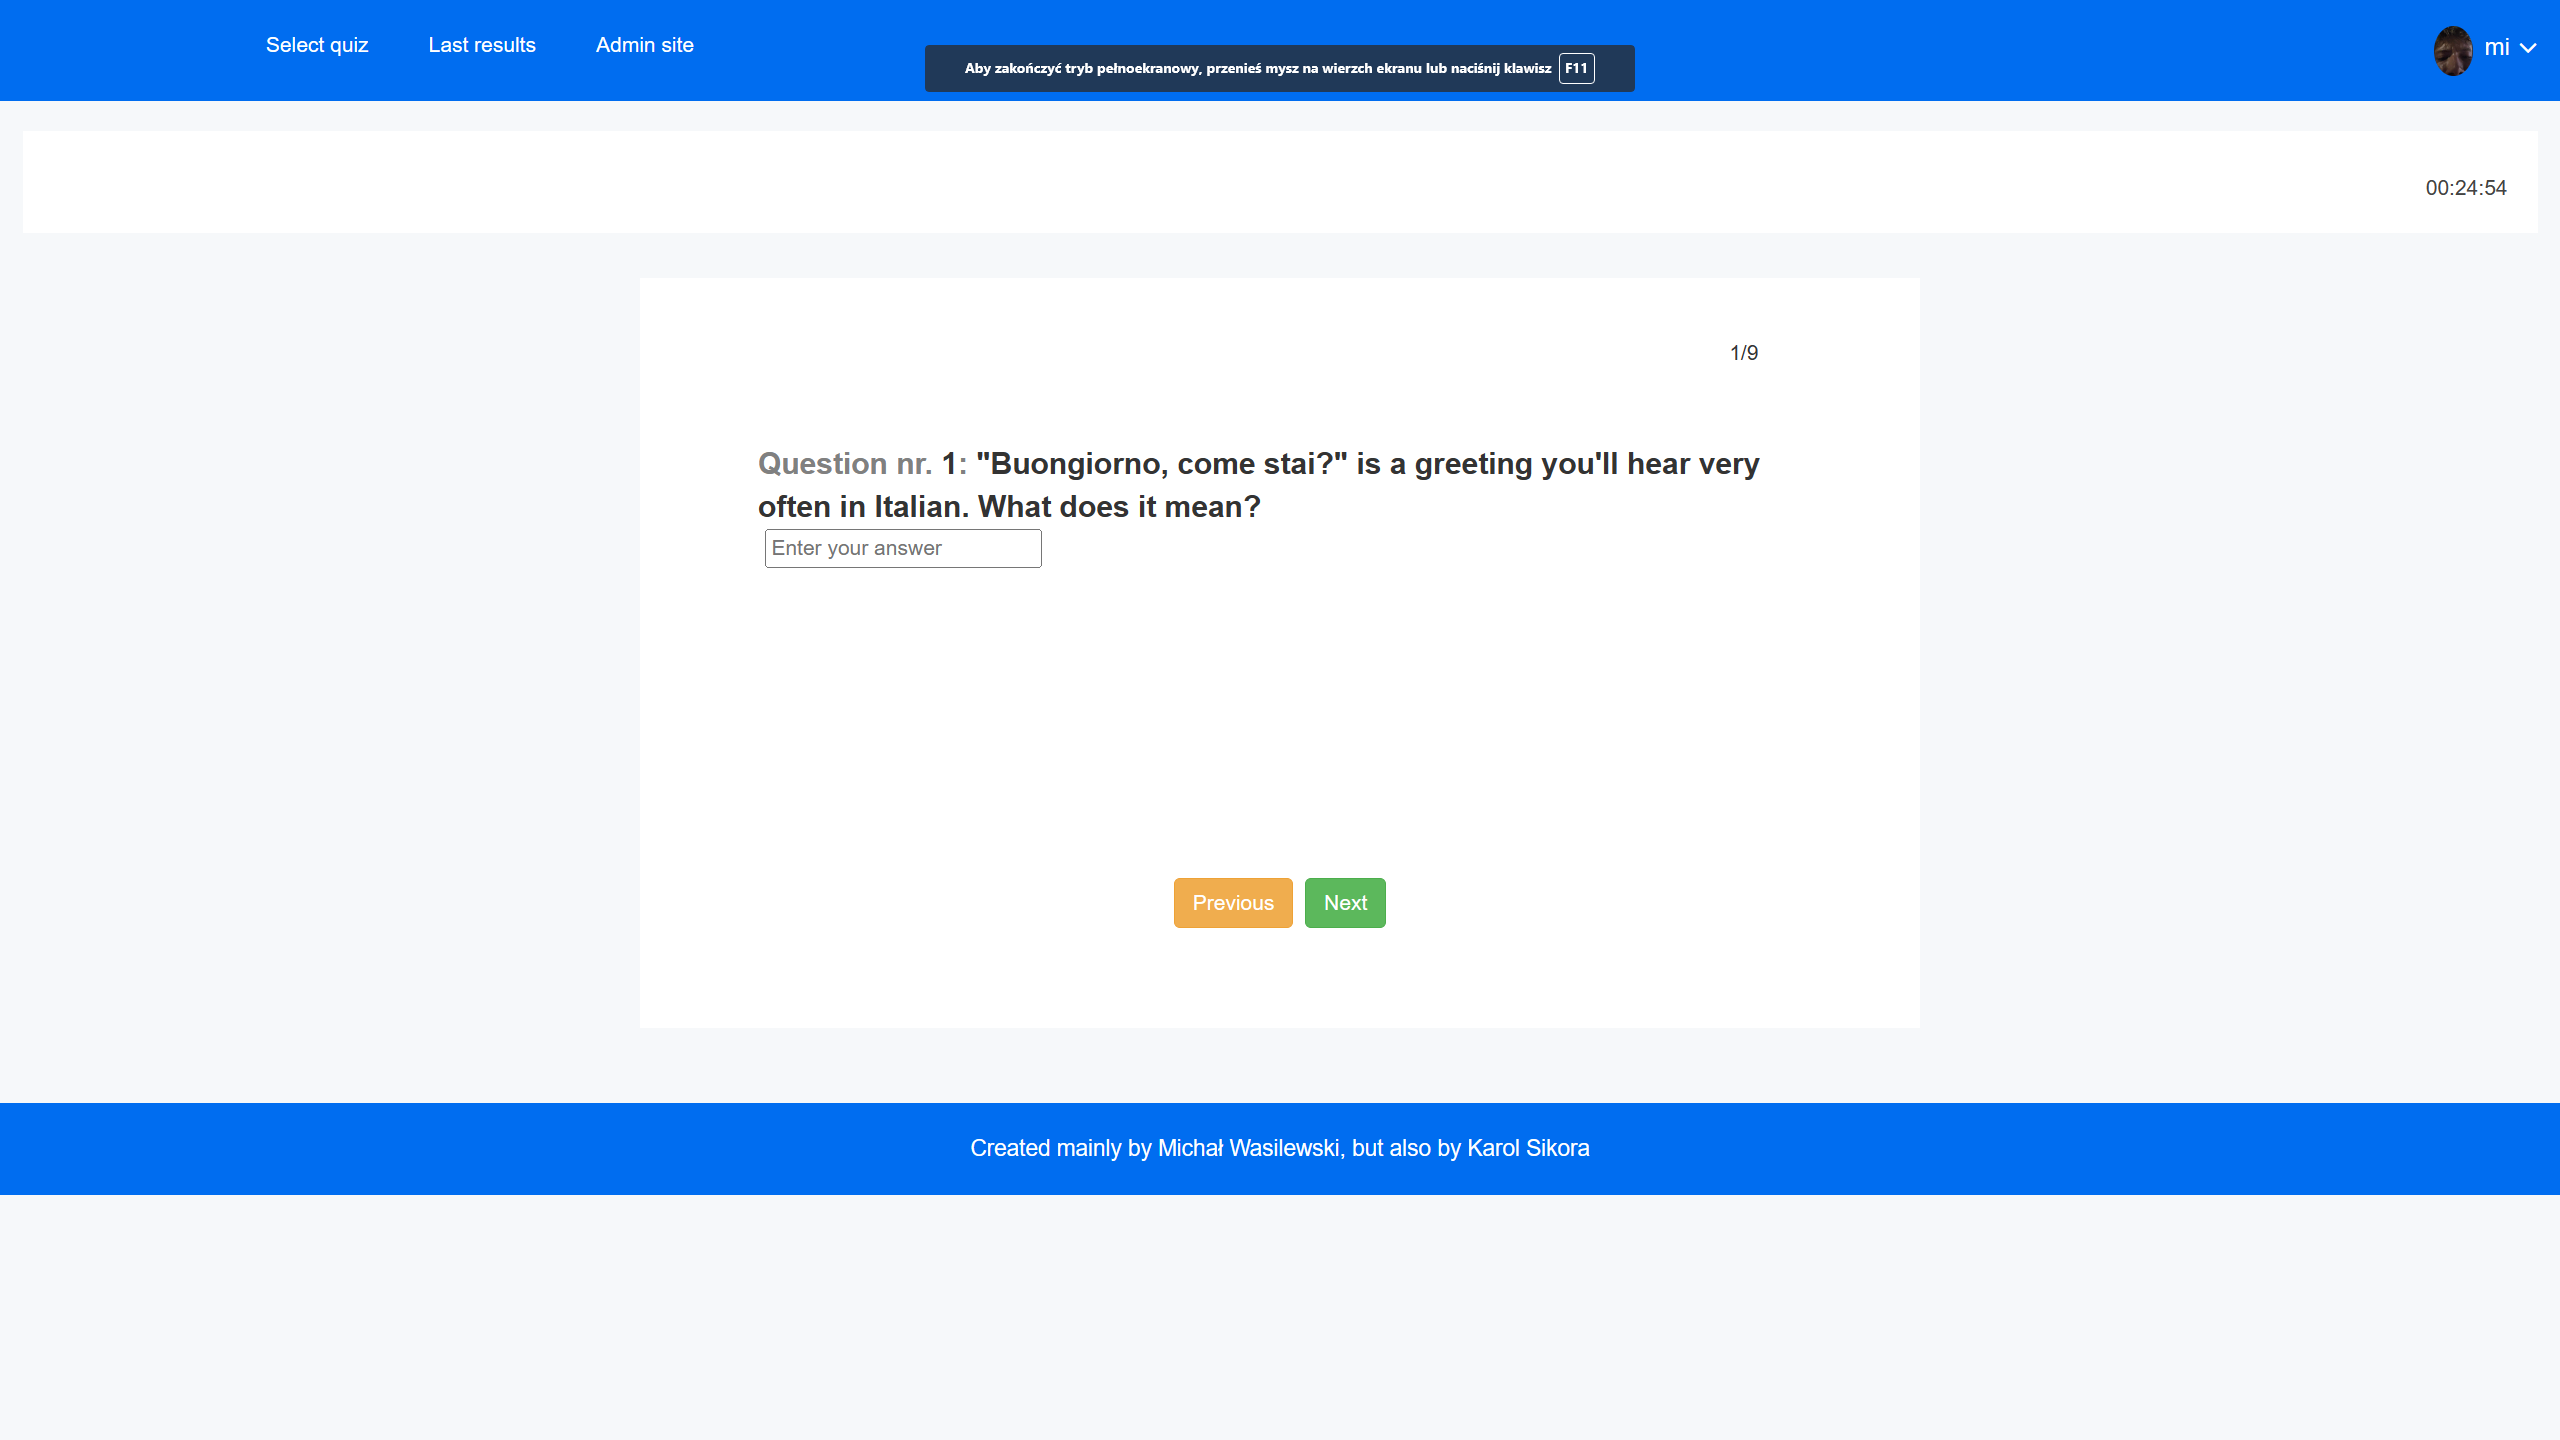 Select quiz
Last results
Admin site
Aby zakończyć tryb pełnoekranowy, przenieś mysz na wierzch ekranu lub naciśnij klawisz F11
mi
00:24:54
1/9
Question nr. 1: "Buongiorno, come stai?" is a greeting you'll hear very
often in Italian. What does it mean?
Enter your answer
Previous
Next
Created mainly by Michał Wasilewski, but also by Karol Sikora